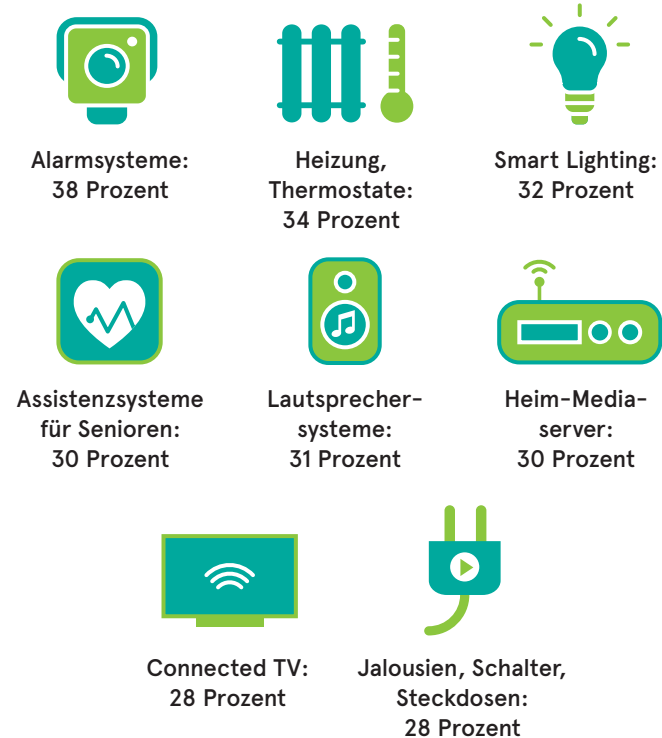 Alarmsysteme:
38 Prozent
Heizung,
Thermostate:
34 Prozent
Smart Lighting:
32 Prozent
Assistenzsysteme
für Senioren:
30 Prozent
Lautsprecher-
systeme:
31 Prozent
Heim-Media-
server:
30 Prozent
Connected TV:
28 Prozent
Jalousien, Schalter,
Steckdosen:
28 Prozent